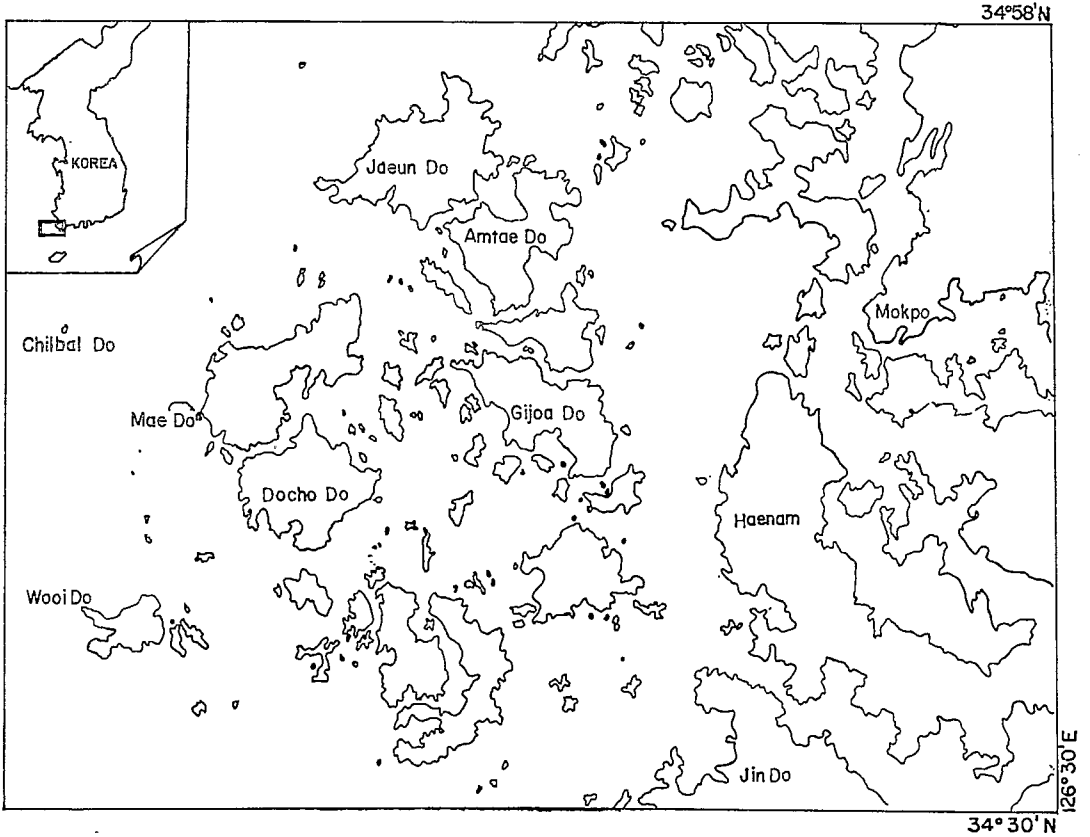 34°58'N
KOREA
Jaeun Do
Amtae Do
Mokpo
Chilbal Do
Mae Do
Gijoa Do
Docho Do
Haenam
Wooi Do
Jin Do
126°30'E
34°30'N